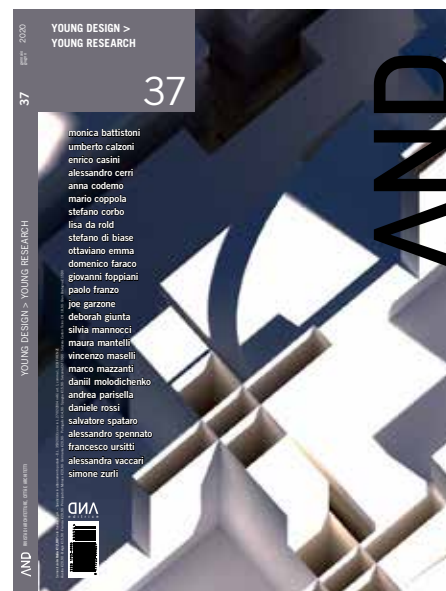 YOUNG DESIGN >
YOUNG RESEARCH
37
monica battistoni
umberto calzoni
enrico casini
alessandro cerri
anna codemo
mario coppola
stefano corbo
lisa da rold
stefano di biase
ottaviano emma
domenico faraco
giovanni foppiani
paolo franzo
joe garzone
deborah giunta
silvia mannocci
maura mantelli
vincenzo maselli
marco mazzanti
daniil molodichenko
andrea parisella
daniele rossi
salvatore spataro
alessandro spennato
francesco ursitti
alessandra vaccari
simone zurli
AND
AND
2020
37
YOUNG DESIGN > YOUNG RESEARCH
AND